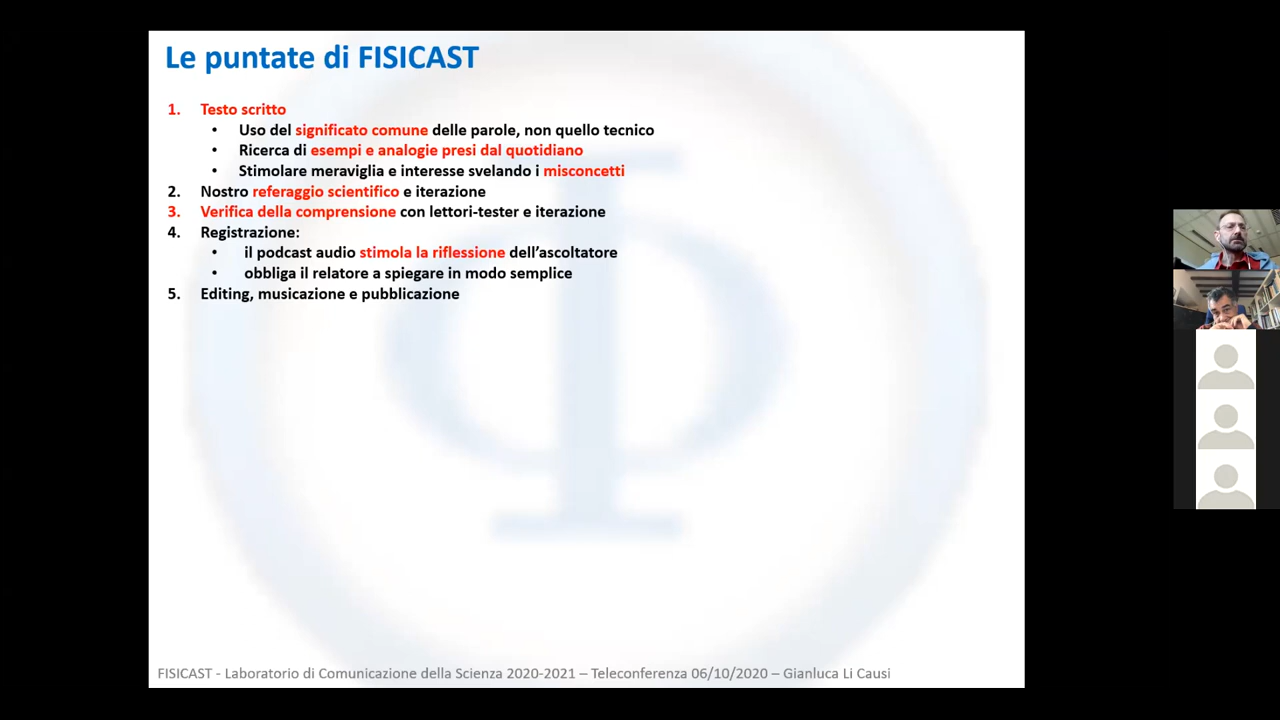 Le puntate di FISICAST
1. Testo scritto
• Uso del significato comune delle parole, non quello tecnico
• Ricerca di esempi e analogie presi dal quotidiano
• Stimolare meraviglia e interesse svelando i misconcetti
2. Nostro referaggio scientifico e iterazione
3. Verifica della comprensione con lettori-tester e iterazione
4. Registrazione:
• il podcast audio stimola la riflessione dell’ascoltatore
• obbliga il relatore a spiegare in modo semplice
5. Editing, musicazione e pubblicazione
Φ
FISICAST - Laboratorio di Comunicazione della Scienza 2020-2021 – Teleconferenza 06/10/2020 – Gianluca Li Causi